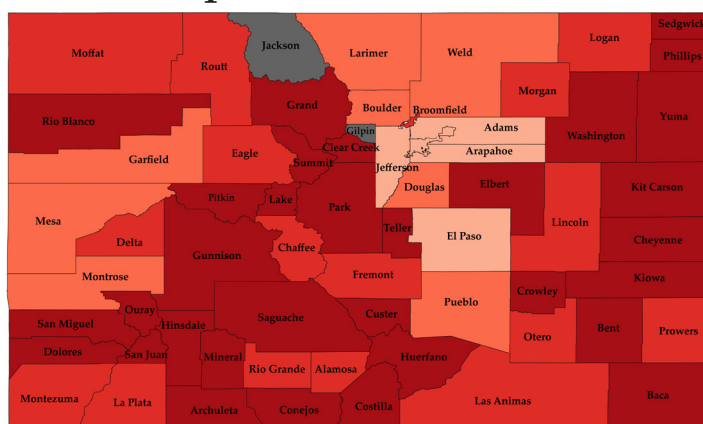 Moffat
Routt
Jackson
Larimer
Weld
Logan
Sedgwick
Phillips
Rio Blanco
Grand
Boulder
Broomfield
Morgan
Gilpin
Adams
Washington
Yuma
Garfield
Eagle
Summit
Clear Creek
Jefferson
Arapahoe
Mesa
Pitkin
Lake
Park
Douglas
Elbert
Lincoln
Kit Carson
Delta
Gunnison
Chaffee
Teller
El Paso
Cheyenne
Montrose
Fremont
Kiowa
Ouray
Crowley
San Miguel
Hinsdale
Saguache
Custer
Pueblo
Otero
Bent
Prowers
Dolores
San Juan
Mineral
Rio Grande
Alamosa
Huerfano
Montezuma
La Plata
Archuleta
Conejos
Costilla
Las Animas
Baca